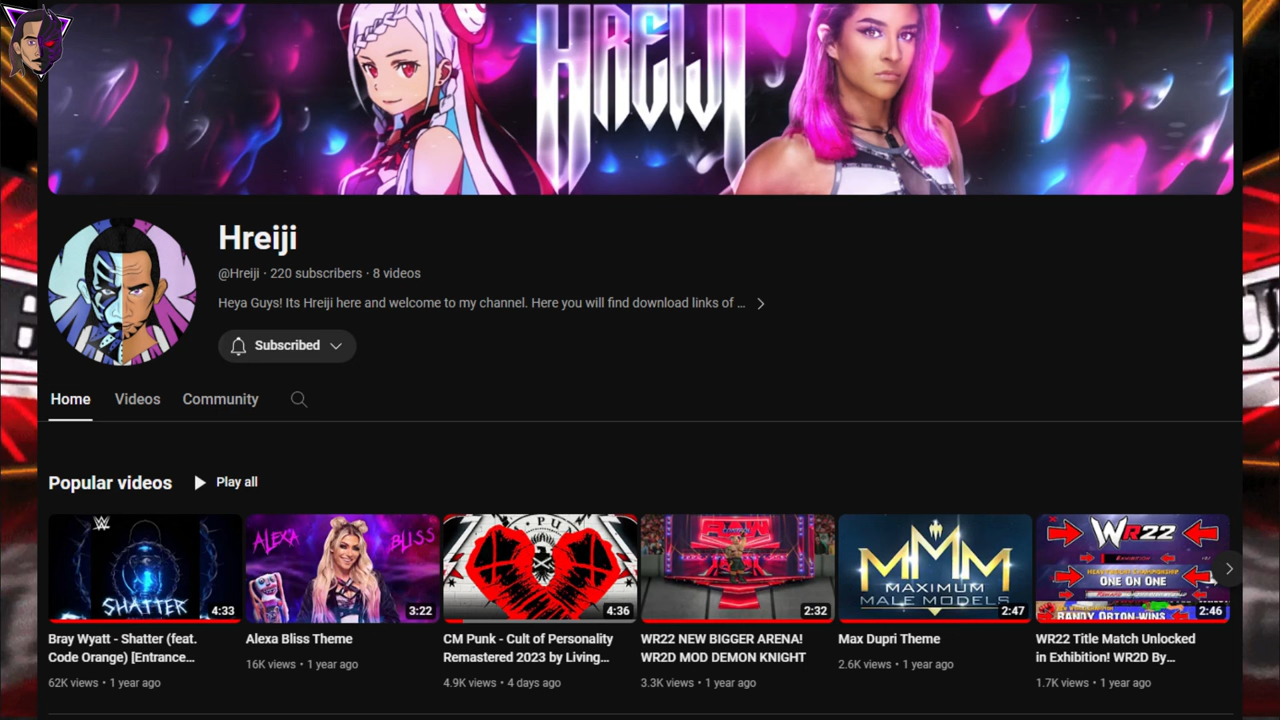 HREIJI
Hreiji
@Hreiji · 220 subscribers · 8 videos
Heya Guys! Its Hreiji here and welcome to my channel. Here you will find download links of ...
Subscribed
Home Videos Community
Popular videos Play all
SHATTER
4:33
Bray Wyatt - Shatter (feat.
Code Orange) [Entrance...
62K views · 1 year ago
ALEXA BLISS
3:22
Alexa Bliss Theme
16K views · 1 year ago
PU
4:36
CM Punk - Cult of Personality
Remastered 2023 by Living...
4.9K views · 4 days ago
RAW
2:32
WR22 NEW BIGGER ARENA!
WR2D MOD DEMON KNIGHT
3.3K views · 1 year ago
MMM
MAXIMUM
MALE MODELS
2:47
Max Dupri Theme
2.6K views · 1 year ago
WR22
EXHIBITION
ONE ON ONE
RANDY ORTON WINS
2:46
WR22 Title Match Unlocked
in Exhibition! WR2D By...
1.7K views · 1 year ago